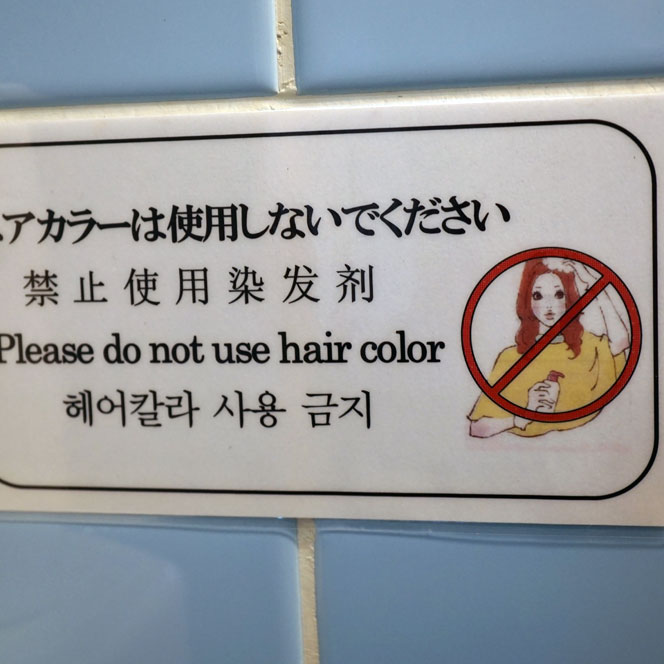 ヘアカラーは使用しないでください
禁止使用染发剂
Please do not use hair color
헤어칼라 사용 금지